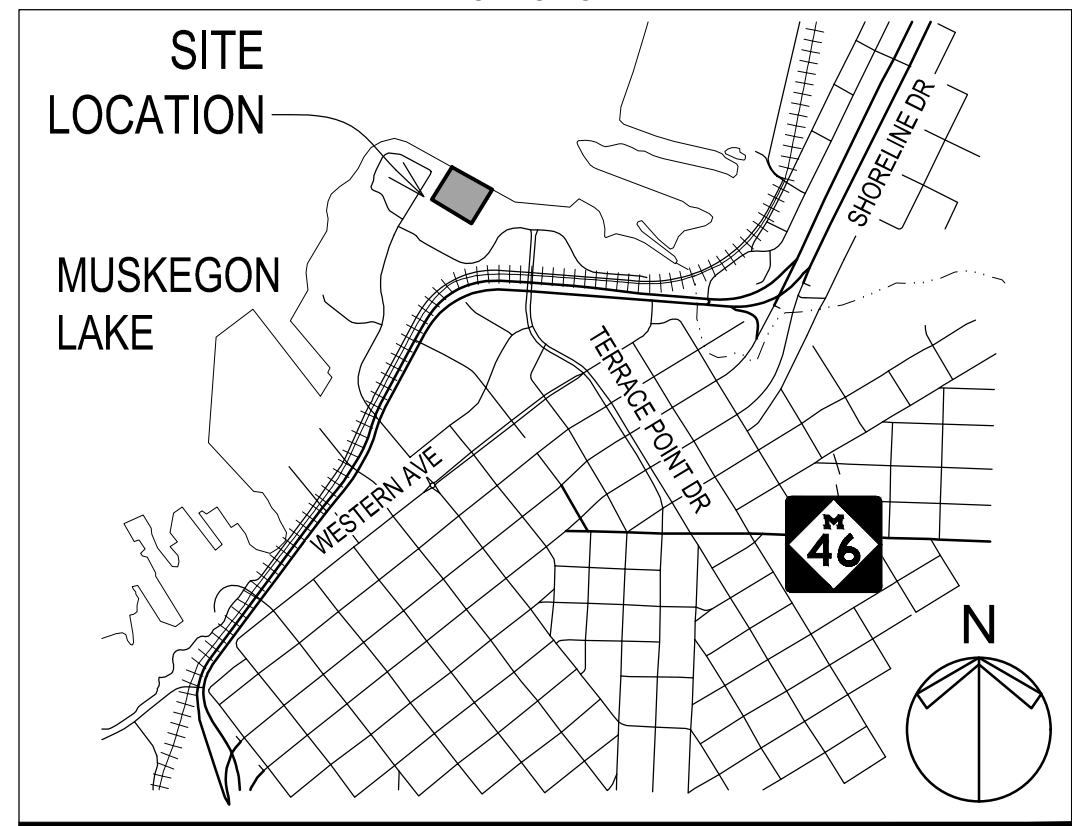 SITE
LOCATION
MUSKEGON
LAKE
SHORELINE DR
TERRACE POINT DR
WESTERN AVE
M
46
N